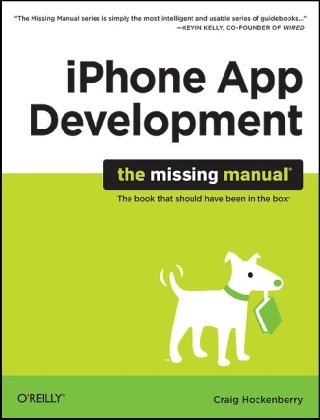 "The Missing Manual series is simply the most intelligent and usable series of guidebooks..."
—KEVIN KELLY, CO-FOUNDER OF WIRED
iPhone App
Development
the missing manual®
The book that should have been in the box®
™
O'REILLY®
Craig Hockenberry